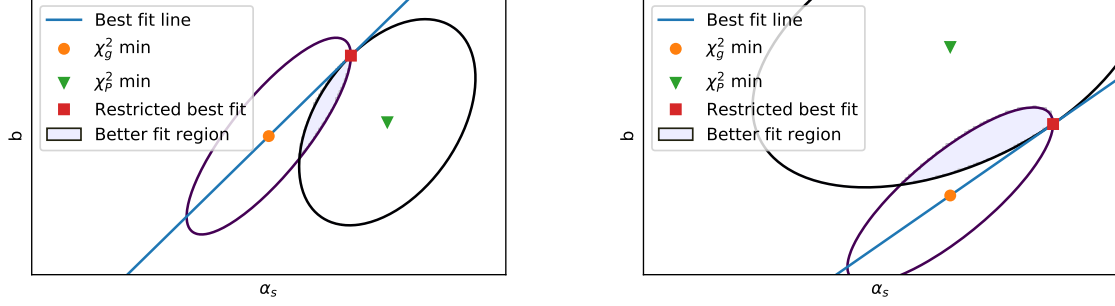 Best fit line
χ²_g min
χ²_P min
Restricted best fit
Better fit region
b
α_s
Best fit line
χ²_g min
χ²_P min
Restricted best fit
Better fit region
b
α_s